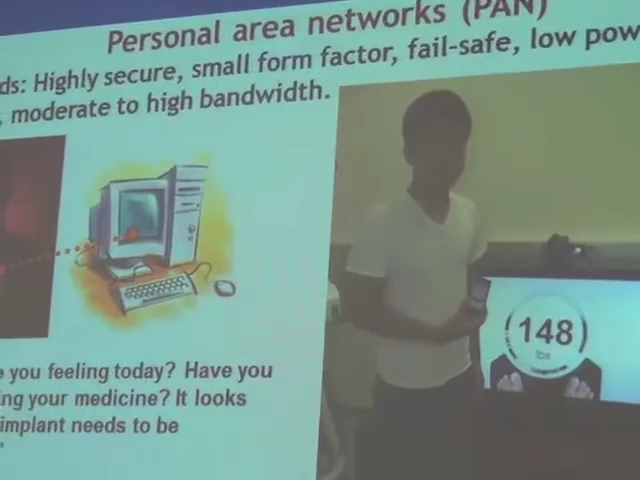 Personal area networks (PAN)
ds: Highly secure, small form factor, fail-safe, low pow
, moderate to high bandwidth.
148
lbs
e you feeling today? Have you
ng your medicine? It looks
implant needs to be
"